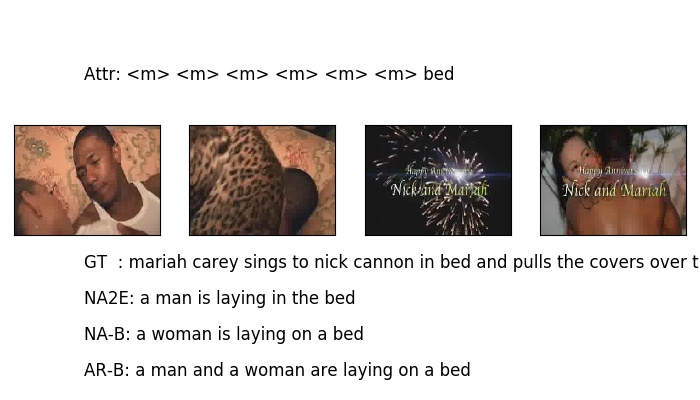 Attr: <m> <m> <m> <m> <m> <m> bed
Happy Anniversary
Nick and Mariah
Happy Anniversary
Nick and Mariah
GT : mariah carey sings to nick cannon in bed and pulls the covers over t
NA2E: a man is laying in the bed
NA-B: a woman is laying on a bed
AR-B: a man and a woman are laying on a bed